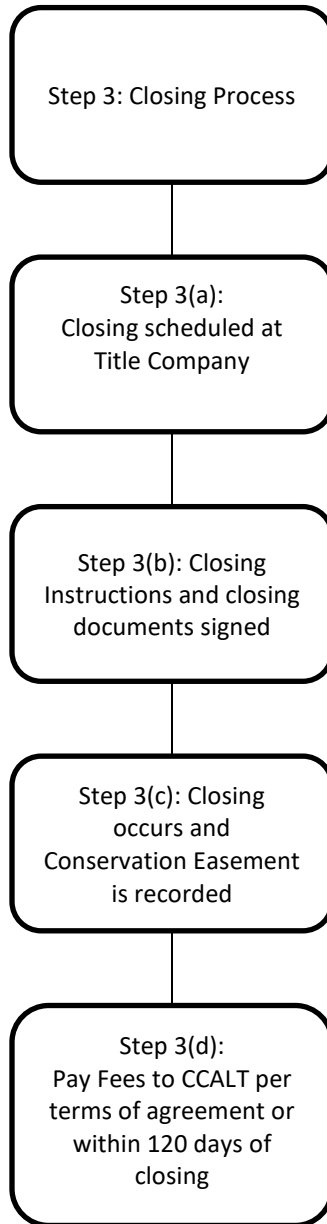 Step 3: Closing Process
Step 3(a):
Closing scheduled at
Title Company
Step 3(b): Closing
Instructions and closing
documents signed
Step 3(c): Closing
occurs and
Conservation Easement
is recorded
Step 3(d):
Pay Fees to CCALT per
terms of agreement or
within 120 days of
closing